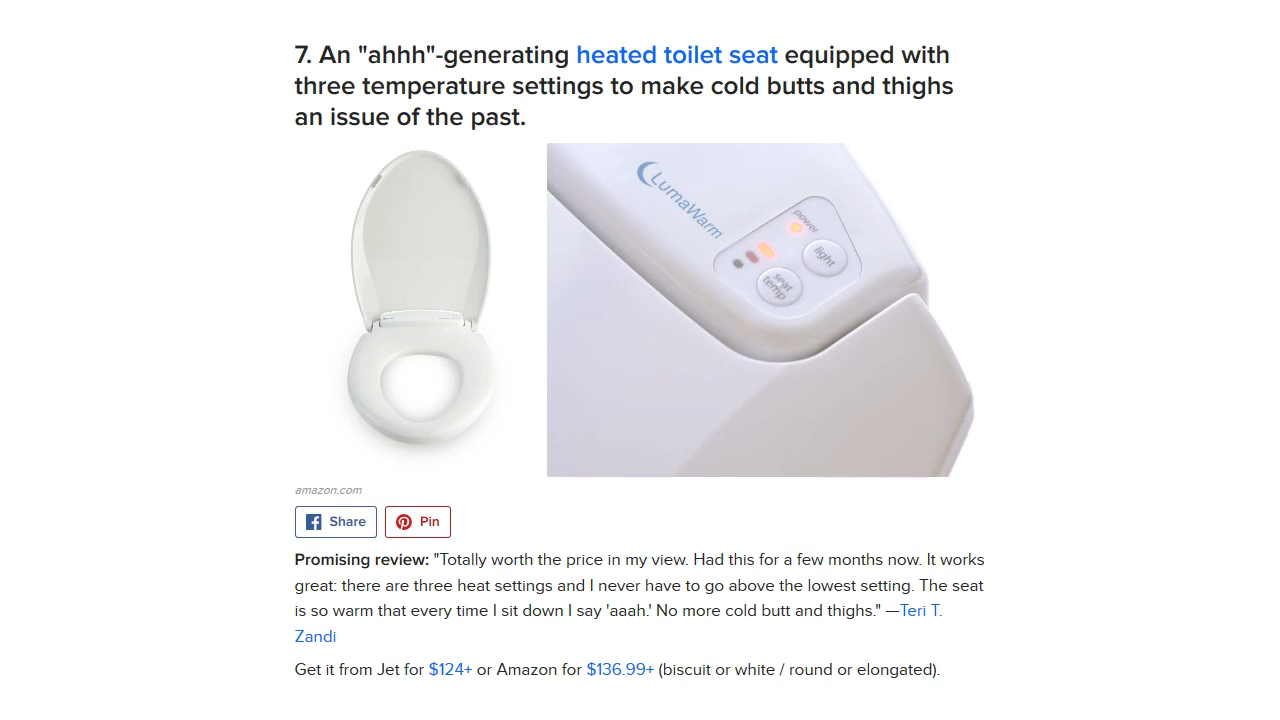 7. An "ahhh"-generating heated toilet seat equipped with
three temperature settings to make cold butts and thighs
an issue of the past.
LumaWarm
power
light
seat
temp
amazon.com
Share
Pin
Promising review: "Totally worth the price in my view. Had this for a few months now. It works
great: there are three heat settings and I never have to go above the lowest setting. The seat
is so warm that every time I sit down I say 'aaah.' No more cold butt and thighs." —Teri T.
Zandi
Get it from Jet for $124+ or Amazon for $136.99+ (biscuit or white / round or elongated).